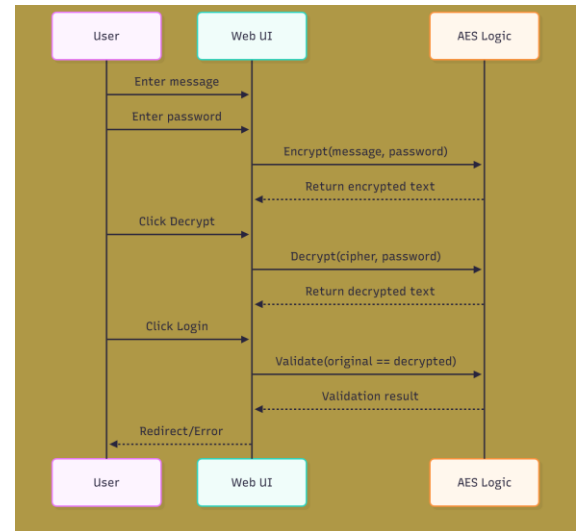 User
Web UI
AES Logic
Enter message
Enter password
Encrypt(message, password)
Return encrypted text
Click Decrypt
Decrypt(cipher, password)
Return decrypted text
Click Login
Validate(original == decrypted)
Validation result
Redirect/Error
User
Web UI
AES Logic